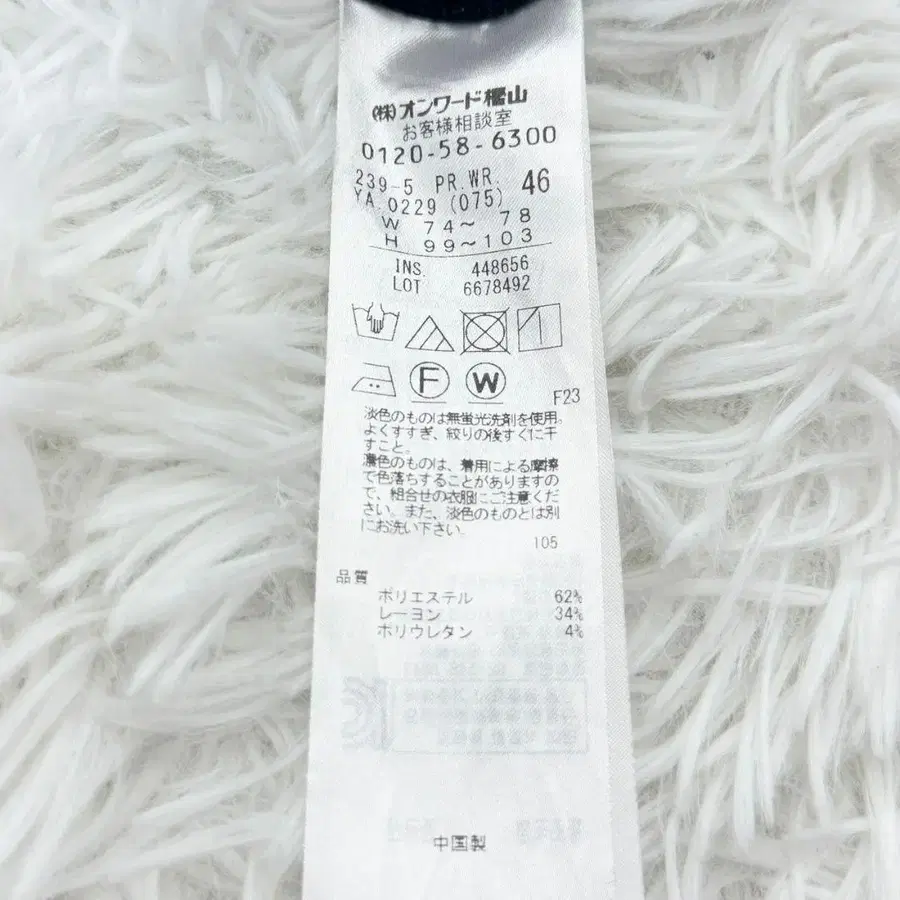 (株)オンワード樫山
お客様相談室
0120-58-6300
239-5 PR.WR. 46
YA 0229 (075)
W 74～ 78
H 99～103
INS. 448656
LOT 6678492
F W
F23
淡色のものは無蛍光洗剤を使用。
よくすすぎ、絞りの後すぐに干
すこと。
濃色のものは、着用による摩擦
で色落ちすることがありますの
で、組合せの衣服にご注意くだ
さい。また、淡色のものとは別
にお洗い下さい。
105
品質
ポリエステル 62%
レーヨン 34%
ポリウレタン 4%
中国製